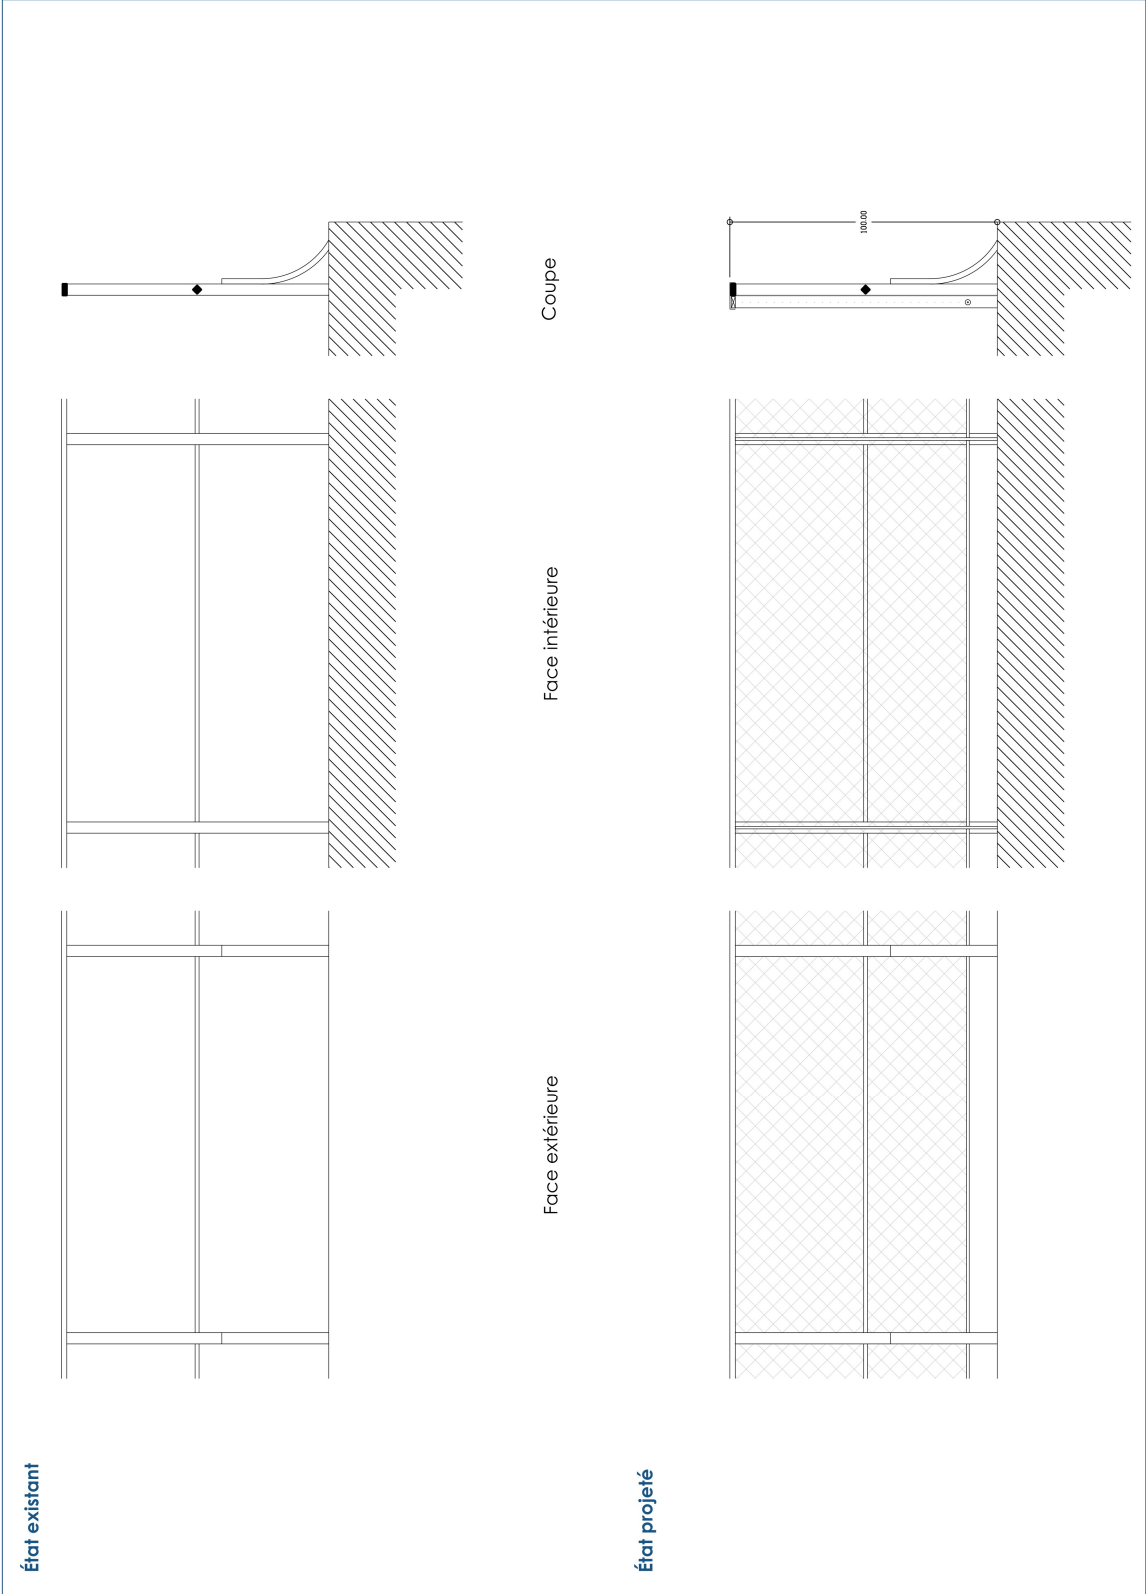 État existant
Face extérieure
Face intérieure
Coupe
État projeté
100.00